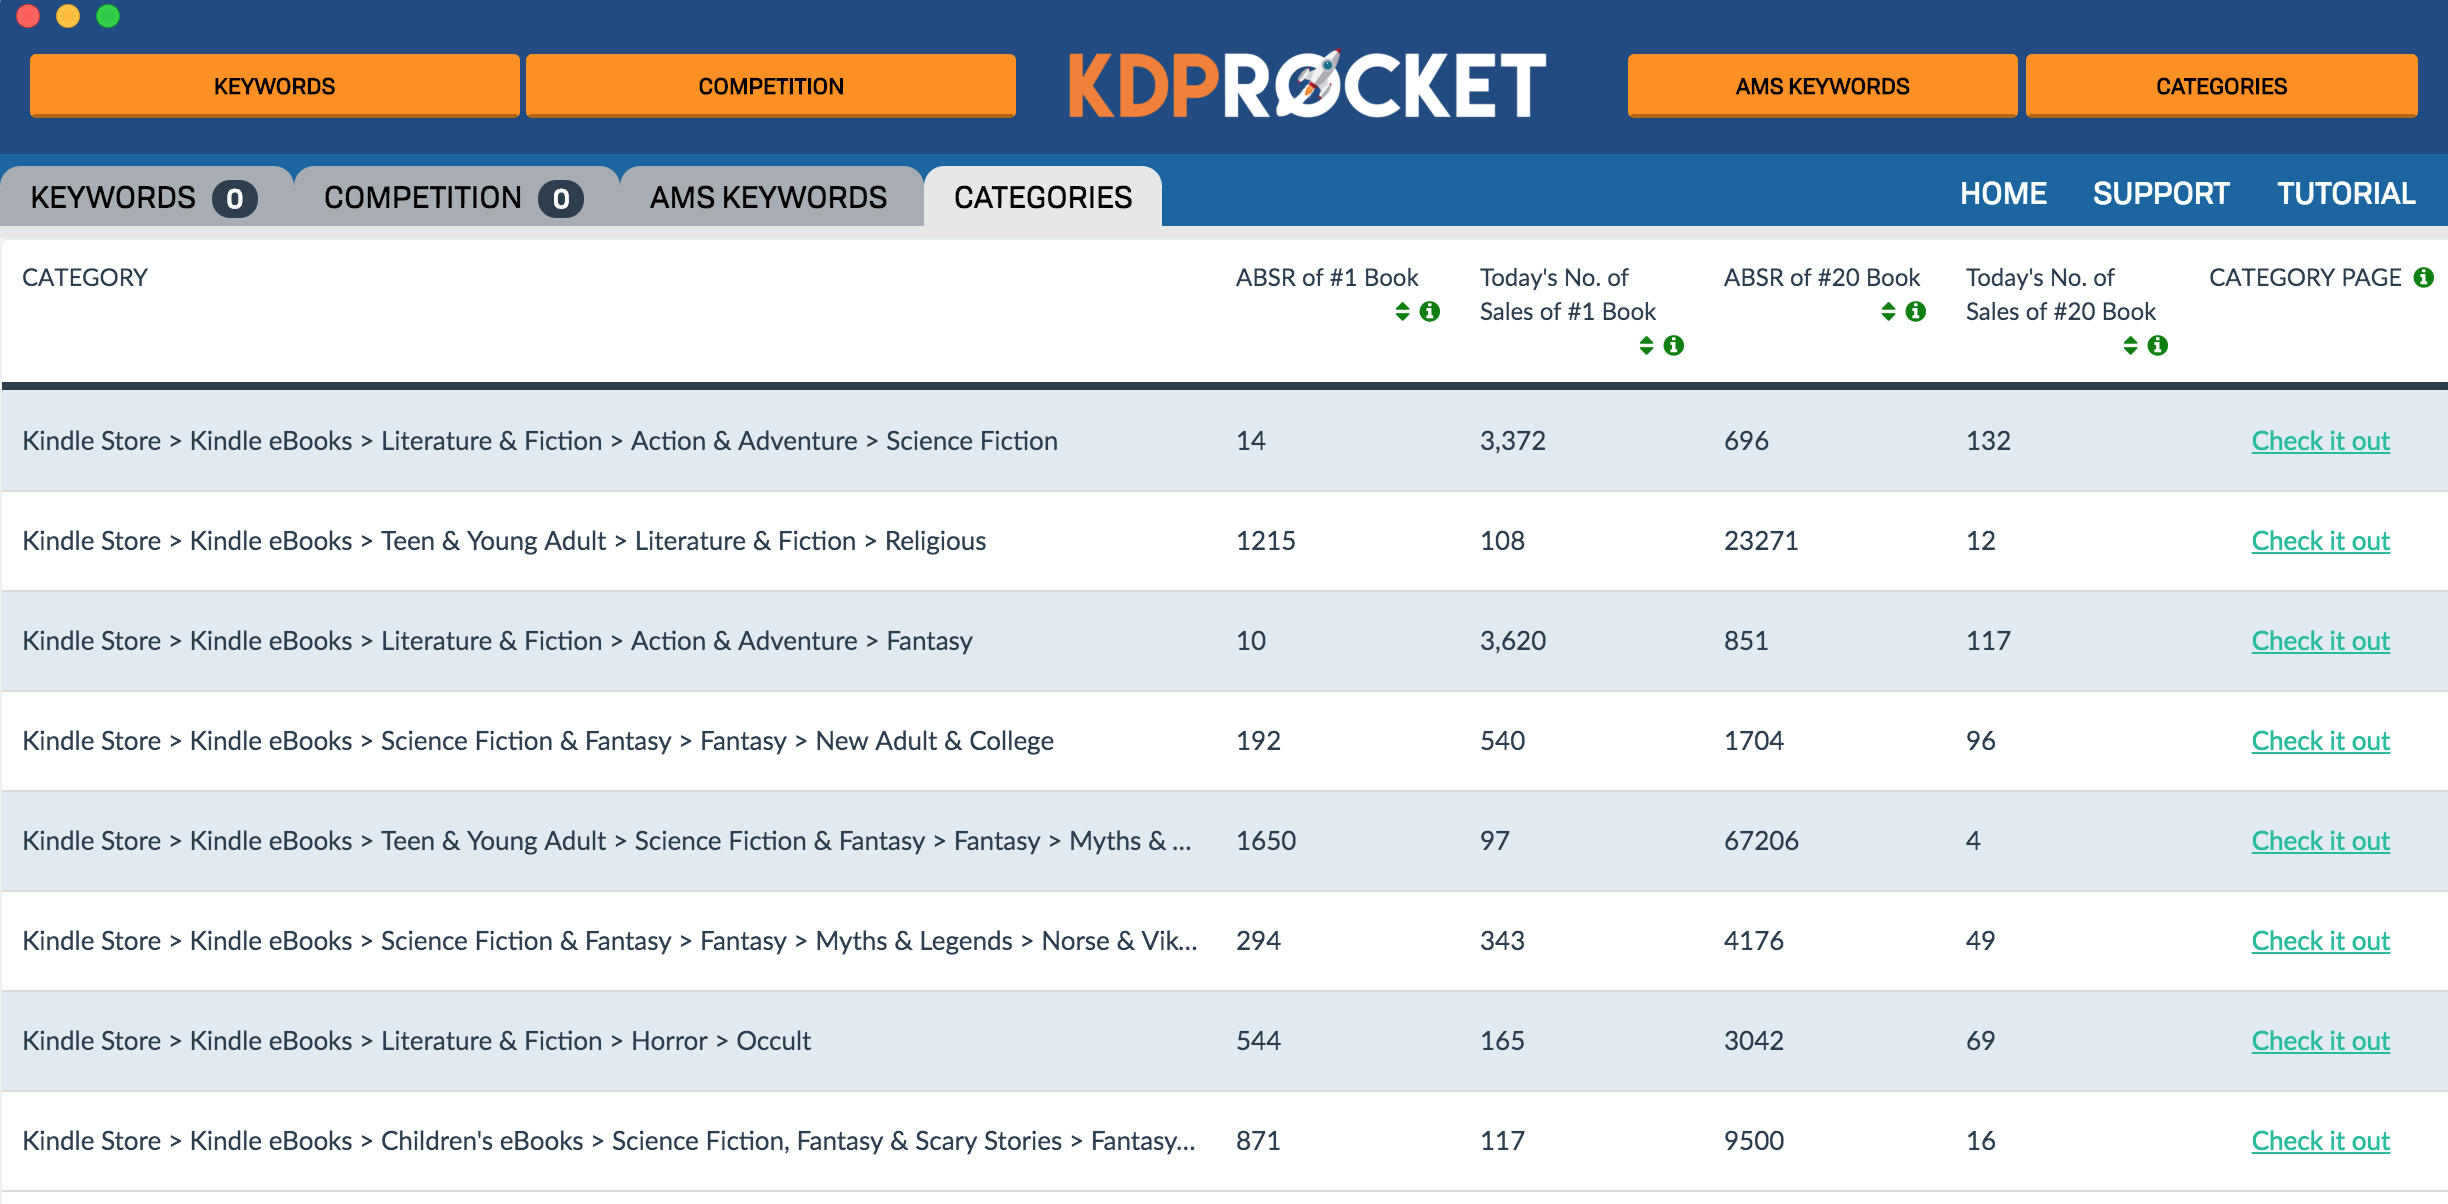 KEYWORDS
COMPETITION
KDPROCKET
AMS KEYWORDS
CATEGORIES
KEYWORDS 0
COMPETITION 0
AMS KEYWORDS
CATEGORIES
HOME
SUPPORT
TUTORIAL
CATEGORY
ABSR of #1 Book
Today's No. of
Sales of #1 Book
ABSR of #20 Book
Today's No. of
Sales of #20 Book
CATEGORY PAGE
Kindle Store > Kindle eBooks > Literature & Fiction > Action & Adventure > Science Fiction 14 3,372 696 132 Check it out
Kindle Store > Kindle eBooks > Teen & Young Adult > Literature & Fiction > Religious 1215 108 23271 12 Check it out
Kindle Store > Kindle eBooks > Literature & Fiction > Action & Adventure > Fantasy 10 3,620 851 117 Check it out
Kindle Store > Kindle eBooks > Science Fiction & Fantasy > Fantasy > New Adult & College 192 540 1704 96 Check it out
Kindle Store > Kindle eBooks > Teen & Young Adult > Science Fiction & Fantasy > Fantasy > Myths & ... 1650 97 67206 4 Check it out
Kindle Store > Kindle eBooks > Science Fiction & Fantasy > Fantasy > Myths & Legends > Norse & Vik... 294 343 4176 49 Check it out
Kindle Store > Kindle eBooks > Literature & Fiction > Horror > Occult 544 165 3042 69 Check it out
Kindle Store > Kindle eBooks > Children's eBooks > Science Fiction, Fantasy & Scary Stories > Fantasy... 871 117 9500 16 Check it out